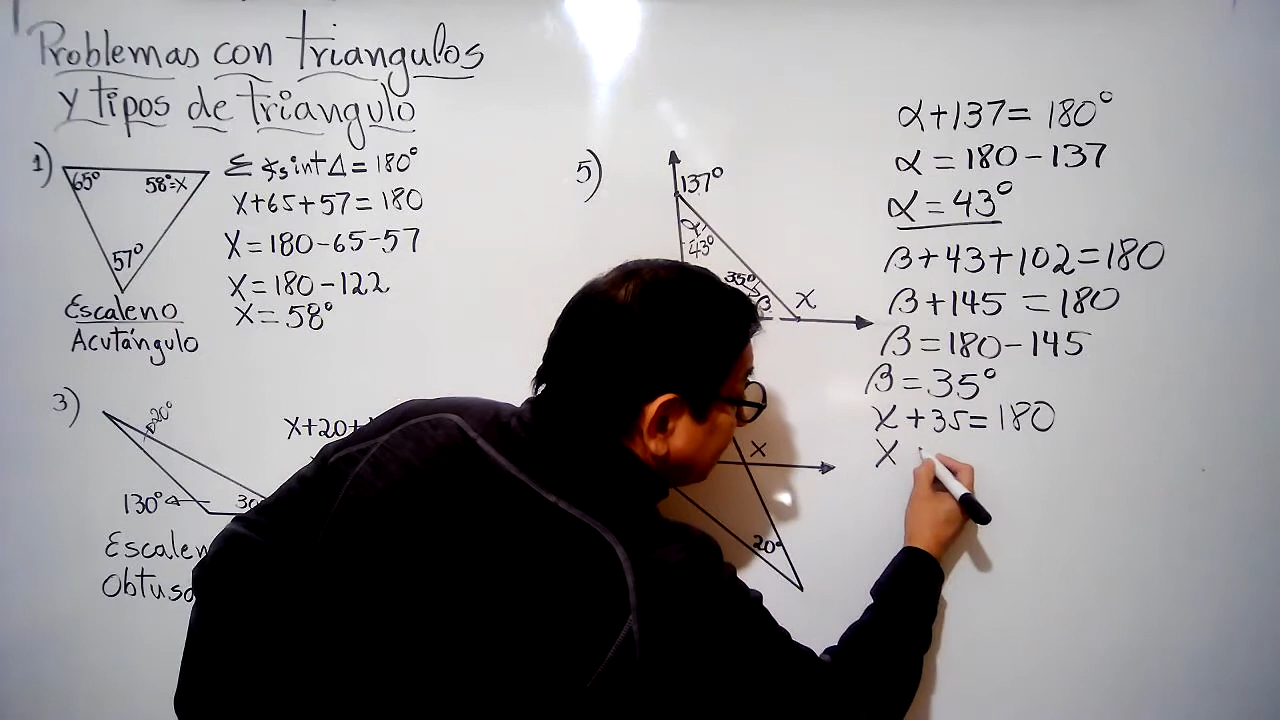 Problemas con triangulos
y tipos de triangulo
1)
65°
58°=x
57°
Escaleno
Acutángulo
Σ ∡s int Δ = 180°
x+65+57=180
x=180-65-57
x=180-122
x=58°
3)
20°
130°
30
x+20+
Escalen
Obtuso
5)
137°
α
43°
35°
β
x
x
20°
α+137=180°
α=180-137
α=43°
β+43+102=180
β+145=180
β=180-145
β=35°
x+35=180
x